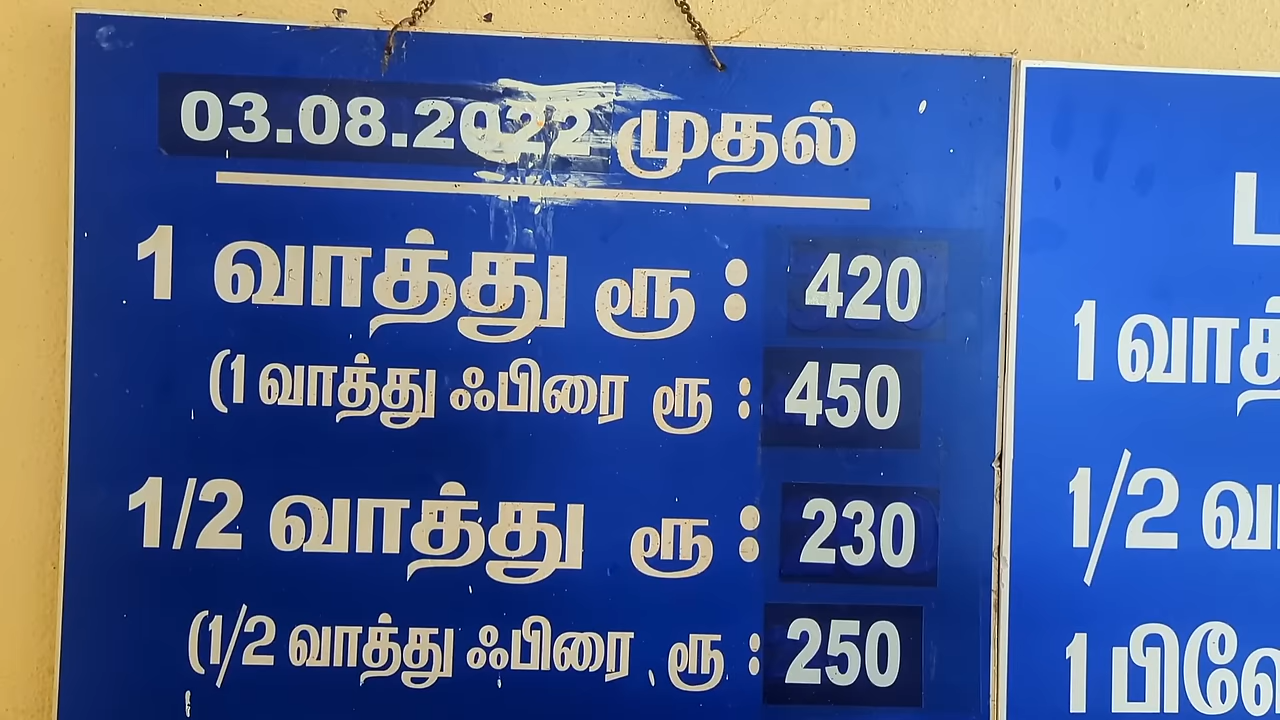 03.08.2022 முதல்
1 வாத்து ரூ : 420
(1 வாத்து ஃபிரை ரூ : 450
1/2 வாத்து ரூ : 230
(1/2 வாத்து ஃபிரை ரூ : 250
1
1/2
1